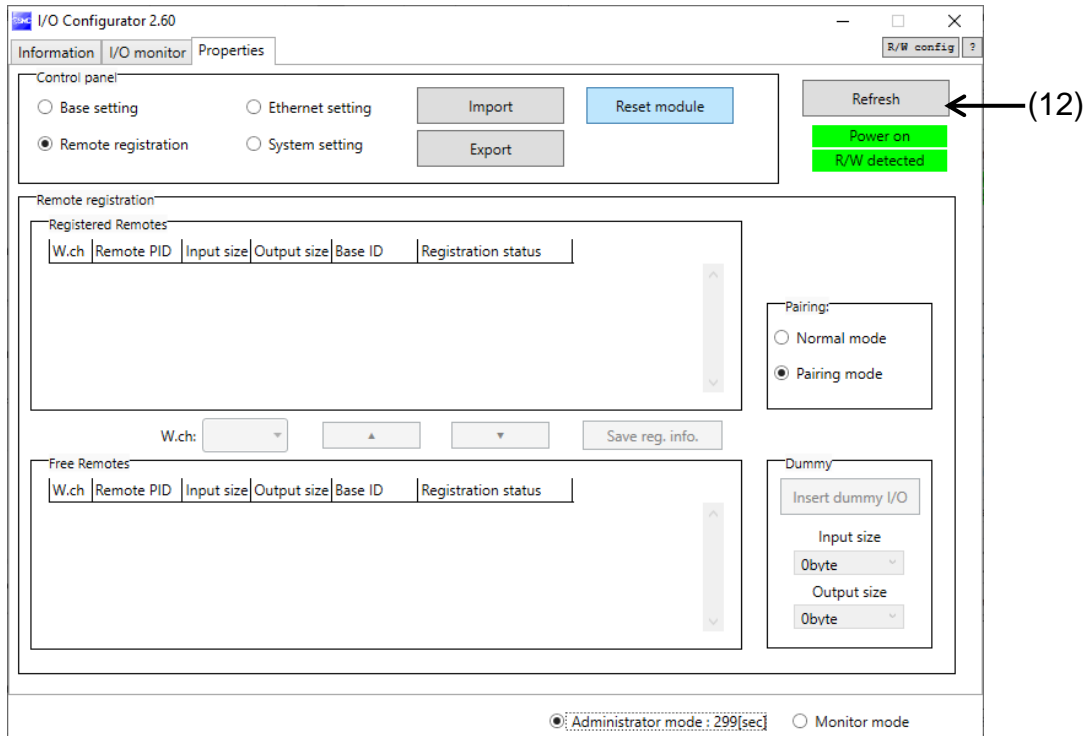 I/O Configurator 2.60
Information I/O monitor Properties R/W config ?
Control panel
Base setting Ethernet setting Import Reset module Refresh (12)
Remote registration System setting Export Power on
R/W detected
Remote registration
Registered Remotes
W.ch Remote PID Input size Output size Base ID Registration status
Pairing:
Normal mode
Pairing mode
W.ch: ▲ ▼ Save reg. info.
Free Remotes Dummy
W.ch Remote PID Input size Output size Base ID Registration status Insert dummy I/O
Input size
0byte
Output size
0byte
Administrator mode : 299[sec] Monitor mode